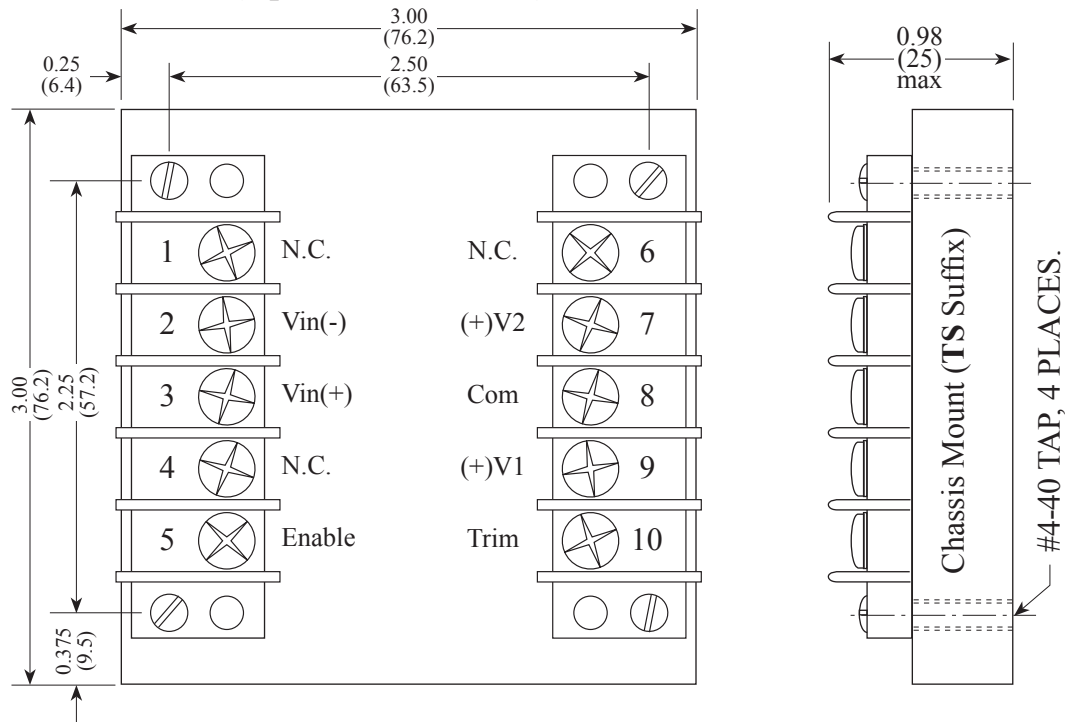 3.00
(76.2)
0.25
(6.4)
2.50
(63.5)
0.98
(25)
max
3.00
(76.2)
2.25
(57.2)
0.375
(9.5)
1 N.C.
2 Vin(-)
3 Vin(+)
4 N.C.
5 Enable
N.C. 6
(+)V2 7
Com 8
(+)V1 9
Trim 10
Chassis Mount (TS Suffix)
#4-40 TAP, 4 PLACES.